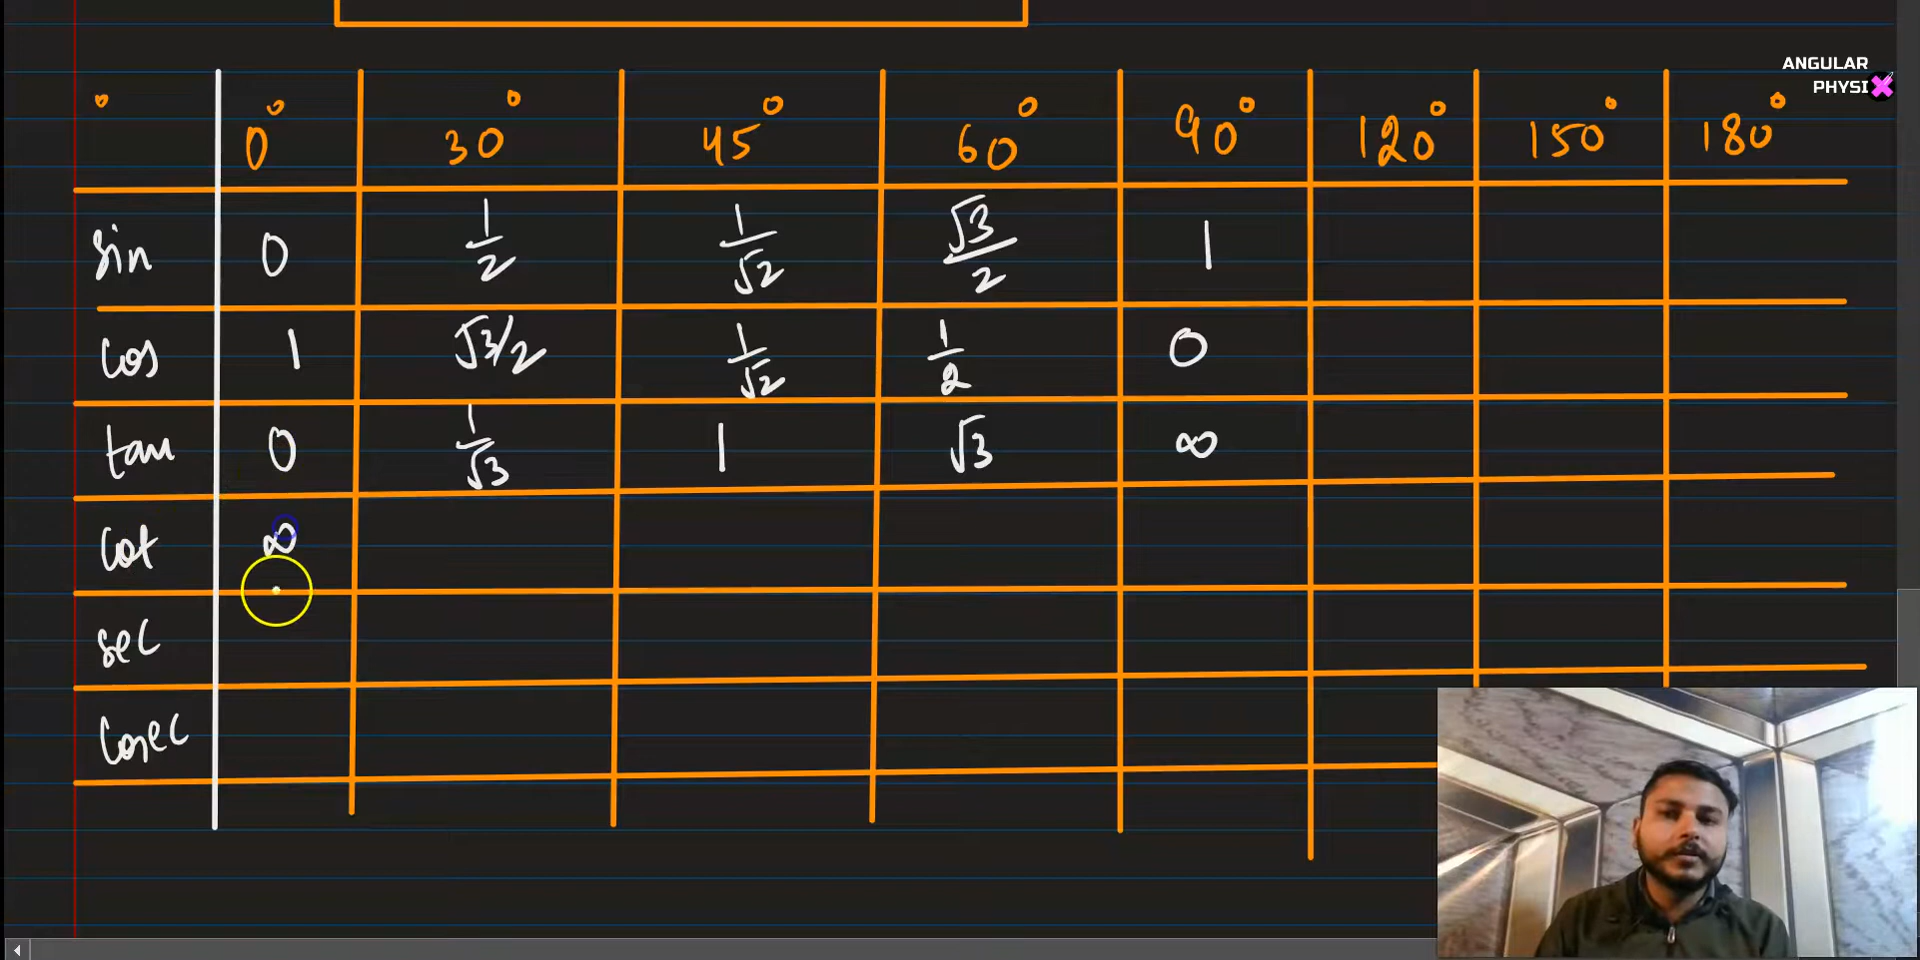 ANGULAR
PHYSI
° 0° 30° 45° 60° 90° 120° 150° 180°
sin 0 1/2 1/√2 √3/2 1
cos 1 √3/2 1/√2 1/2 0
tan 0 1/√3 1 √3 ∞
cot ∞
sec
cosec